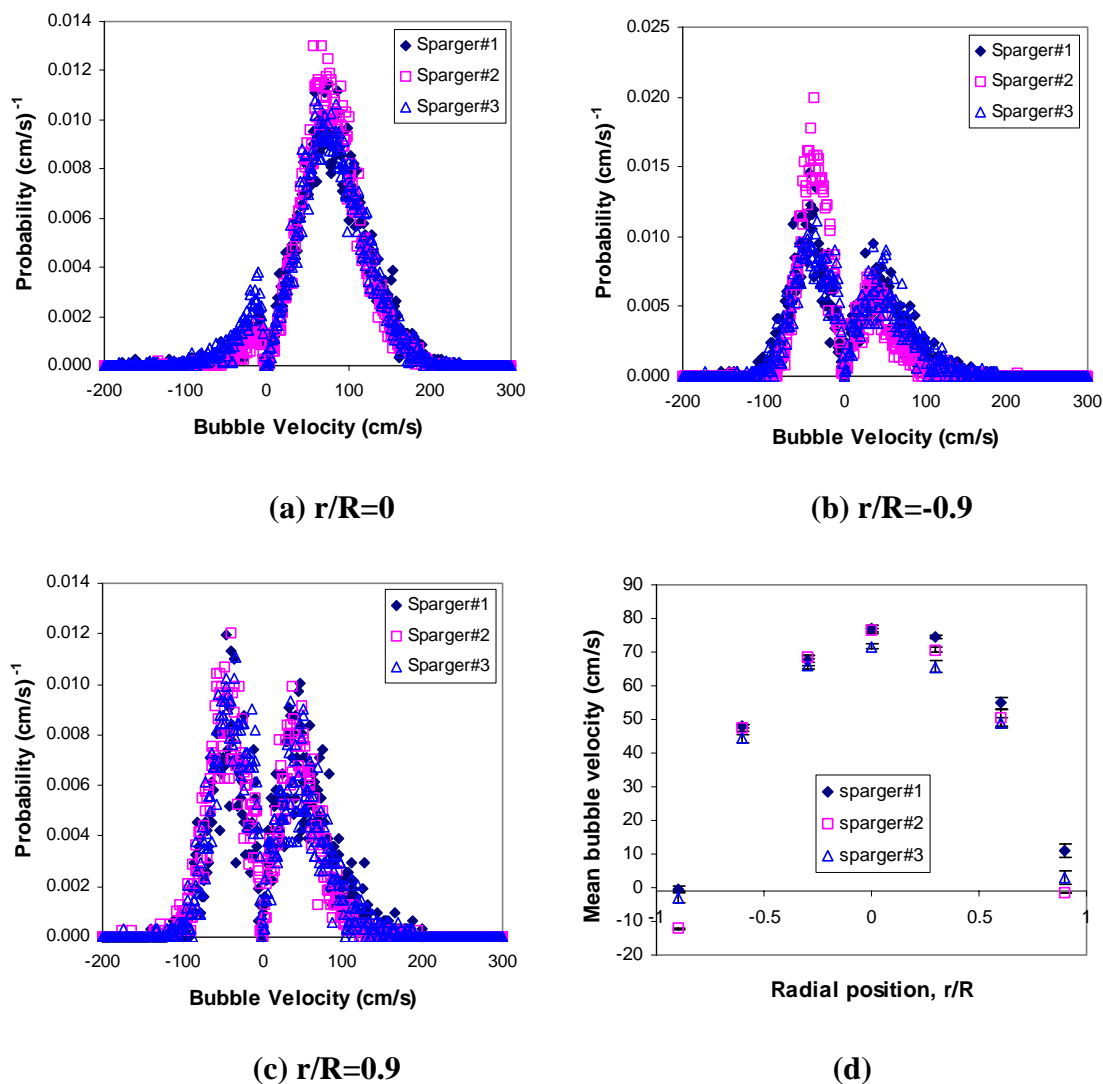 0.014
0.012
0.010
0.008
0.006
0.004
0.002
0.000
-200 -100 0 100 200 300
Probability (cm/s)-1
Bubble Velocity (cm/s)
Sparger#1
Sparger#2
Sparger#3
(a) r/R=0
0.025
0.020
0.015
0.010
0.005
0.000
-200 -100 0 100 200 300
Probability (cm/s)-1
Bubble Velocity (cm/s)
Sparger#1
Sparger#2
Sparger#3
(b) r/R=-0.9
0.014
0.012
0.010
0.008
0.006
0.004
0.002
0.000
-200 -100 0 100 200 300
Probability (cm/s)-1
Bubble Velocity (cm/s)
Sparger#1
Sparger#2
Sparger#3
(c) r/R=0.9
90
80
70
60
50
40
30
20
10
0
-10
-20
-1 -0.5 0 0.5 1
Mean bubble velocity (cm/s)
Radial position, r/R
sparger#1
sparger#2
sparger#3
(d)